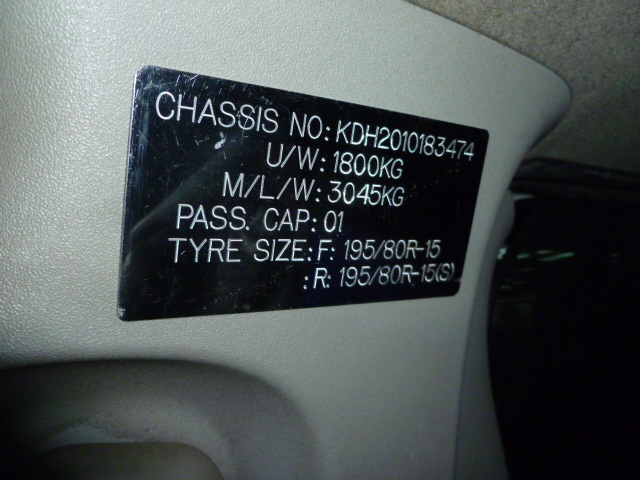 CHASSIS NO: KDH2010183474
U/W: 1800KG
M/L/W: 3045KG
PASS. CAP: 01
TYRE SIZE: F: 195/80R-15
: R: 195/80R-15(S)